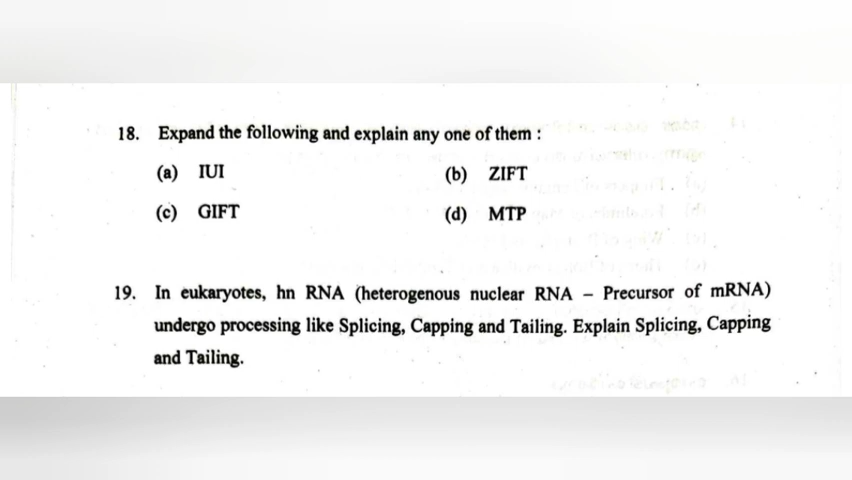 18. Expand the following and explain any one of them :
(a) IUI (b) ZIFT
(c) GIFT (d) MTP
19. In eukaryotes, hn RNA (heterogenous nuclear RNA – Precursor of mRNA)
undergo processing like Splicing, Capping and Tailing. Explain Splicing, Capping
and Tailing.